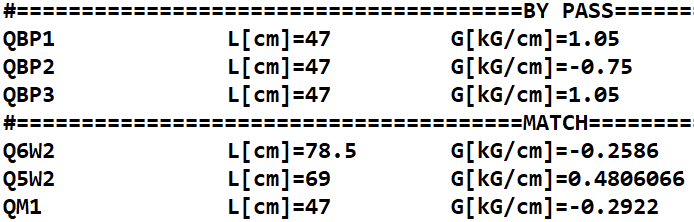 #=======================================BY PASS======
QBP1 L[cm]=47 G[kG/cm]=1.05
QBP2 L[cm]=47 G[kG/cm]=-0.75
QBP3 L[cm]=47 G[kG/cm]=1.05
#=======================================MATCH========
Q6W2 L[cm]=78.5 G[kG/cm]=-0.2586
Q5W2 L[cm]=69 G[kG/cm]=0.4806066
QM1 L[cm]=47 G[kG/cm]=-0.2922